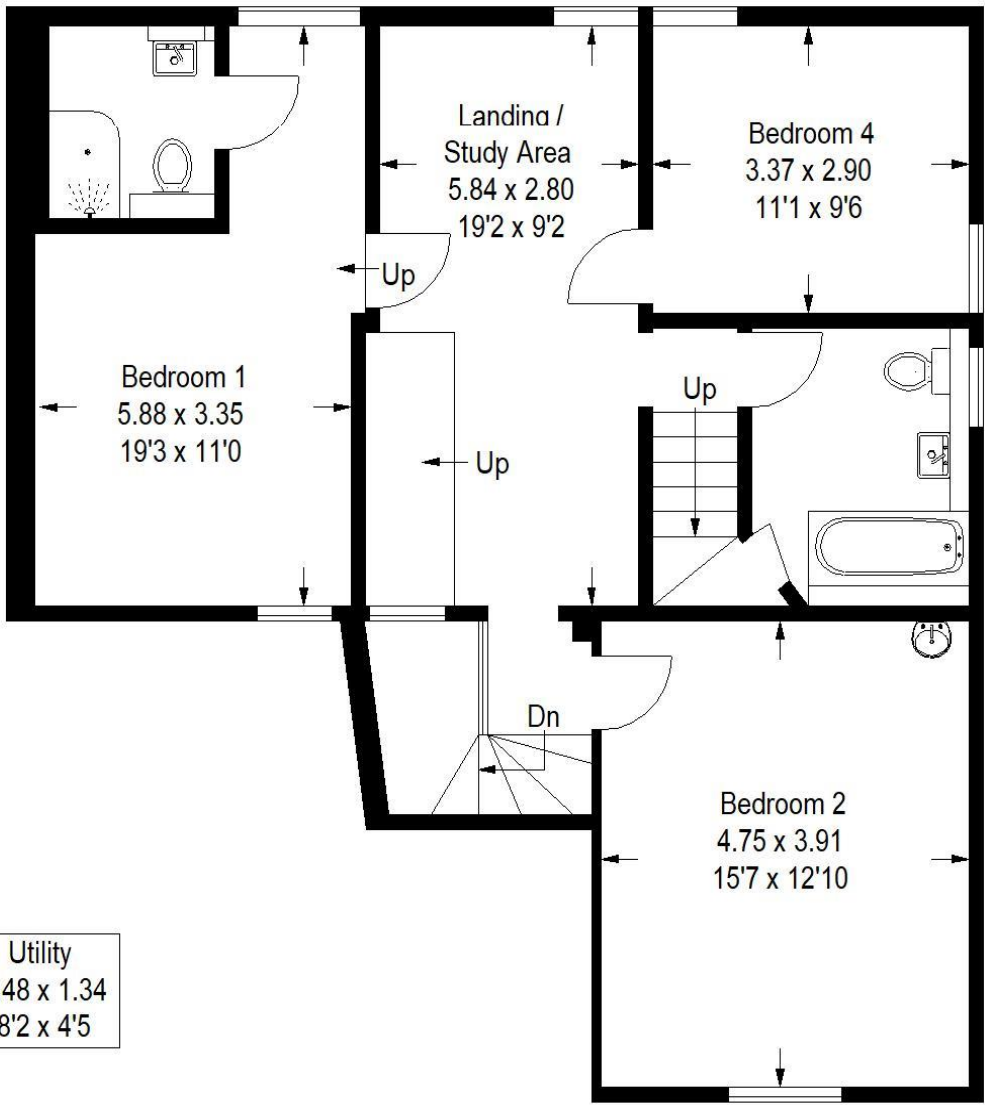 Landing /
Study Area
5.84 x 2.80
19'2 x 9'2
Bedroom 4
3.37 x 2.90
11'1 x 9'6
Up
Bedroom 1
5.88 x 3.35
19'3 x 11'0
Up
Up
Dn
Bedroom 2
4.75 x 3.91
15'7 x 12'10
Utility
48 x 1.34
8'2 x 4'5